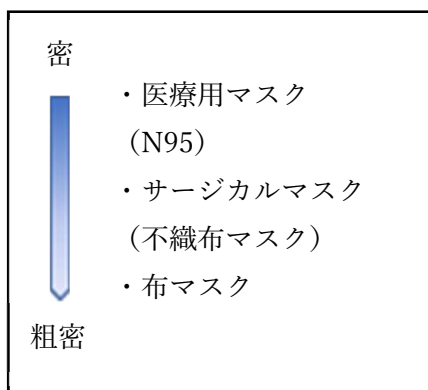 密
・医療用マスク
（N95）
・サージカルマスク
（不織布マスク）
・布マスク
粗密